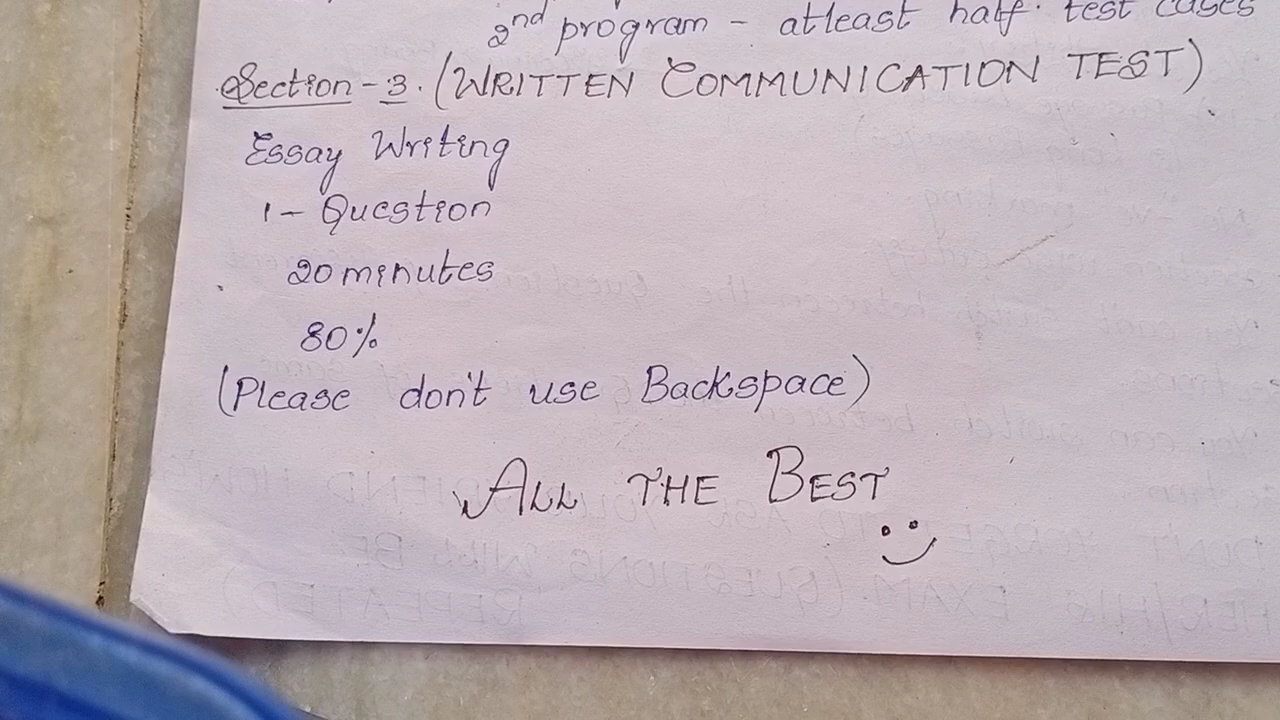 2nd program - atleast half test cases
Section - 3. (WRITTEN COMMUNICATION TEST)
Essay Writing
1 - Question
20 minutes
80%
(Please don't use Backspace)
ALL THE BEST